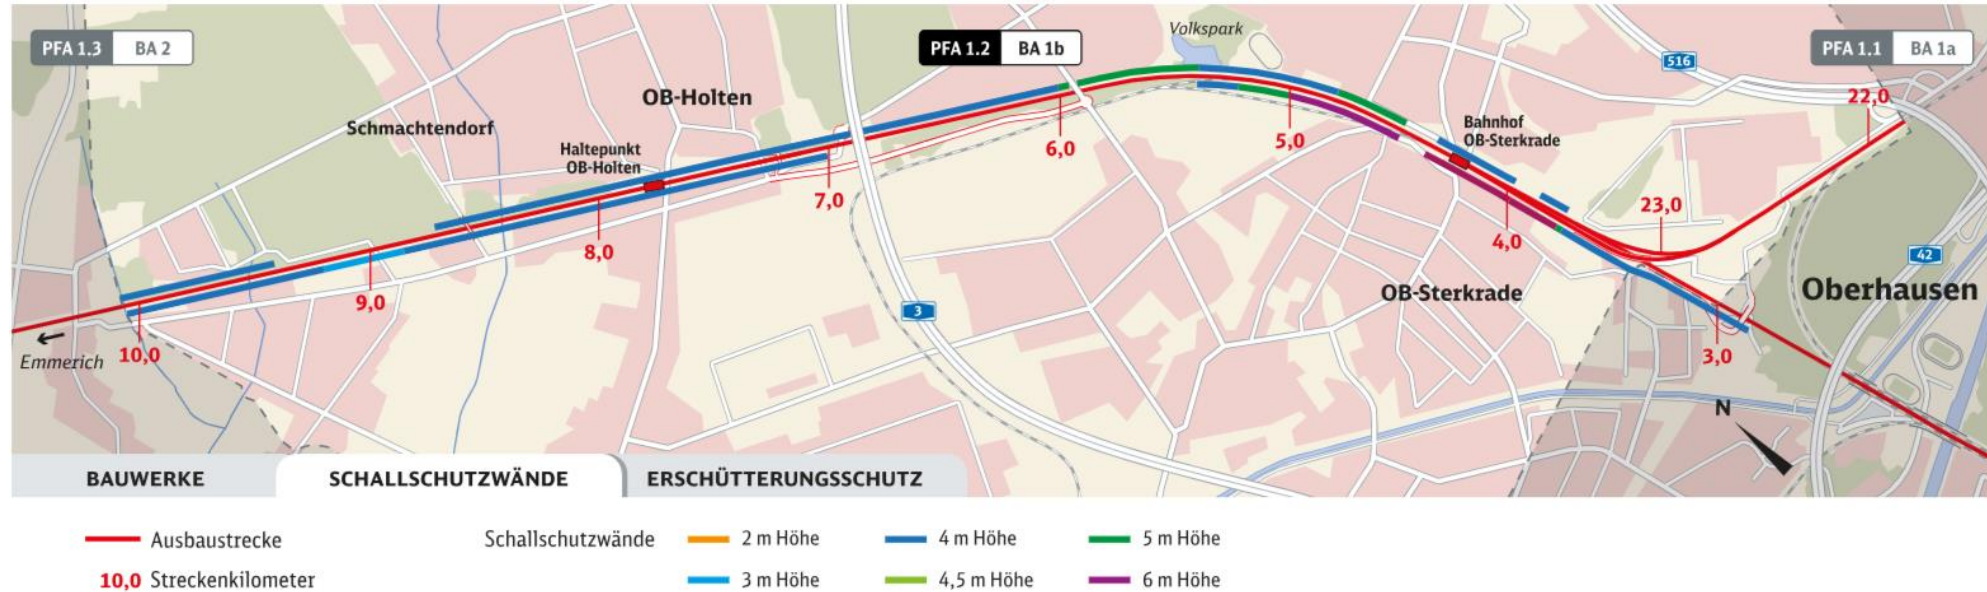 PFA 1.3 BA 2
PFA 1.2 BA 1b
Volkspark
516
PFA 1.1 BA 1a
OB-Holten
Schmachtendorf
Haltepunkt
OB-Holten
Bahnhof
OB-Sterkrade
22,0
6,0
5,0
7,0
23,0
8,0
4,0
9,0
42
OB-Sterkrade
Oberhausen
3
10,0
3,0
Emmerich
N
BAUWERKE SCHALLSCHUTZWÄNDE ERSCHÜTTERUNGSSCHUTZ
Ausbaustrecke Schallschutzwände 2 m Höhe 4 m Höhe 5 m Höhe
10,0 Streckenkilometer 3 m Höhe 4,5 m Höhe 6 m Höhe